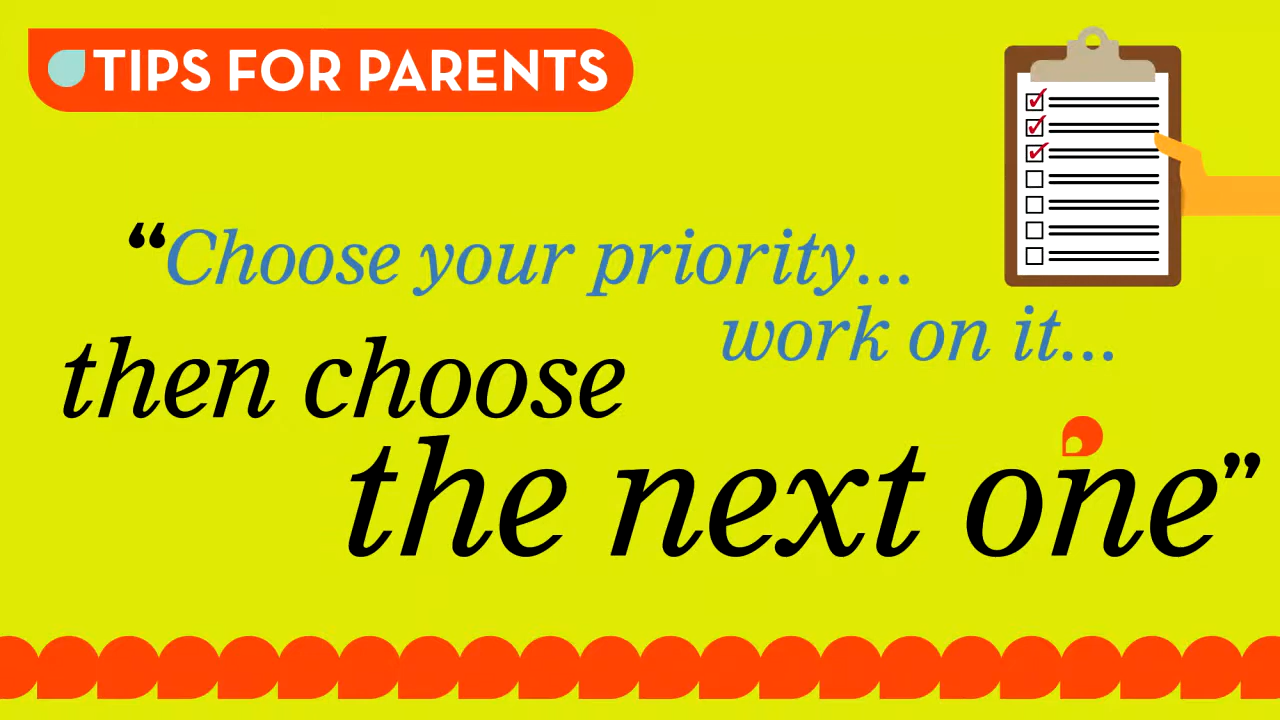 TIPS FOR PARENTS
“Choose your priority...
work on it...
then choose
the next one”